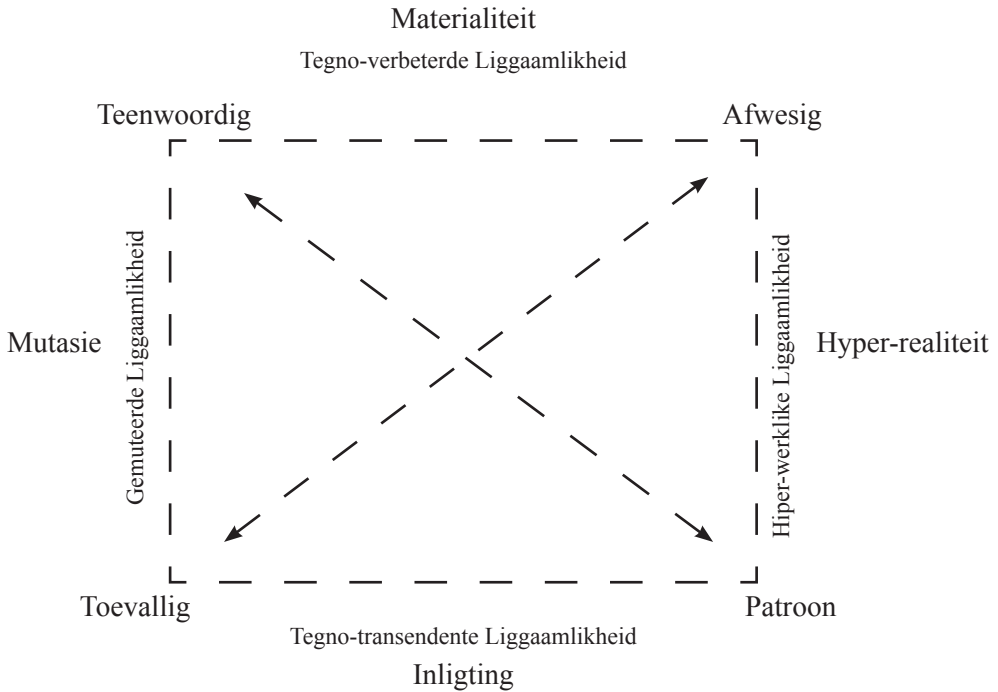 Materialiteit
Tegno-verbeterde Liggaamlikheid
Teenwoordig
Afwesig
Mutasie
Gemuteerde Liggaamlikheid
Hiper-werklike Liggaamlikheid
Hyper-realiteit
Toevallig
Patroon
Tegno-transendente Liggaamlikheid
Inligting